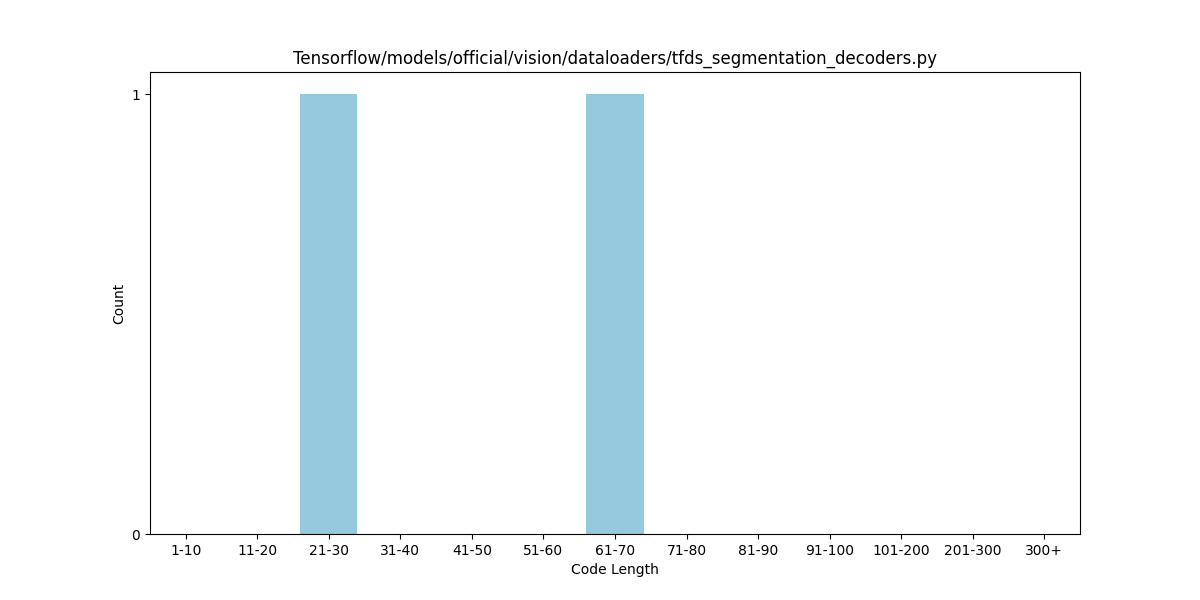 Tensorflow/models/official/vision/dataloaders/tfds_segmentation_decoders.py
1
Count
0
1-10 11-20 21-30 31-40 41-50 51-60 61-70 71-80 81-90 91-100 101-200 201-300 300+
Code Length